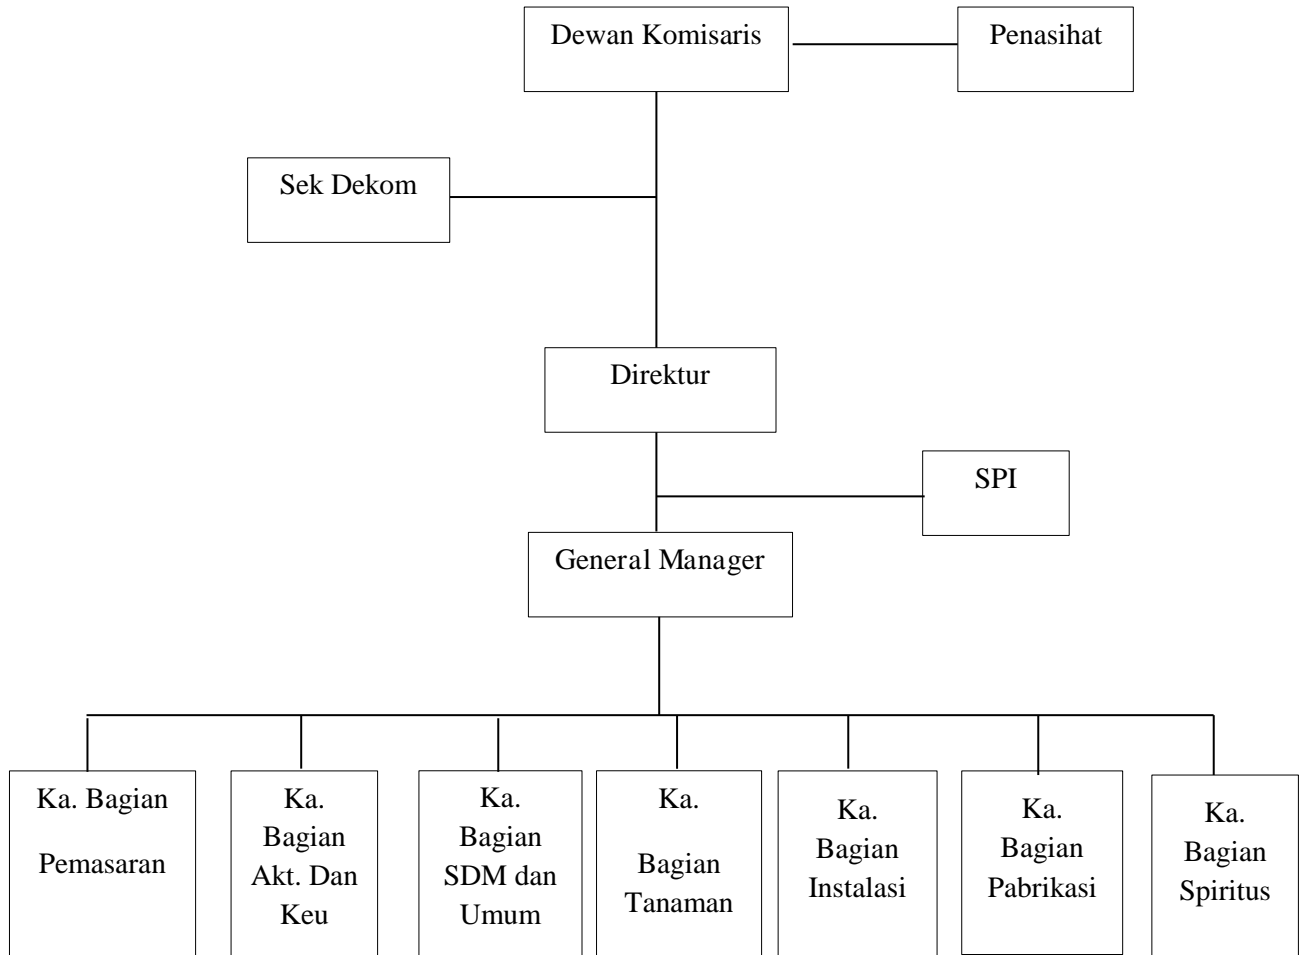 Dewan Komisaris
Penasihat
Sek Dekom
Direktur
SPI
General Manager
Ka. Bagian
Pemasaran
Ka.
Bagian
Akt. Dan
Keu
Ka.
Bagian
SDM dan
Umum
Ka.
Bagian
Tanaman
Ka.
Bagian
Instalasi
Ka.
Bagian
Pabrikasi
Ka.
Bagian
Spiritus